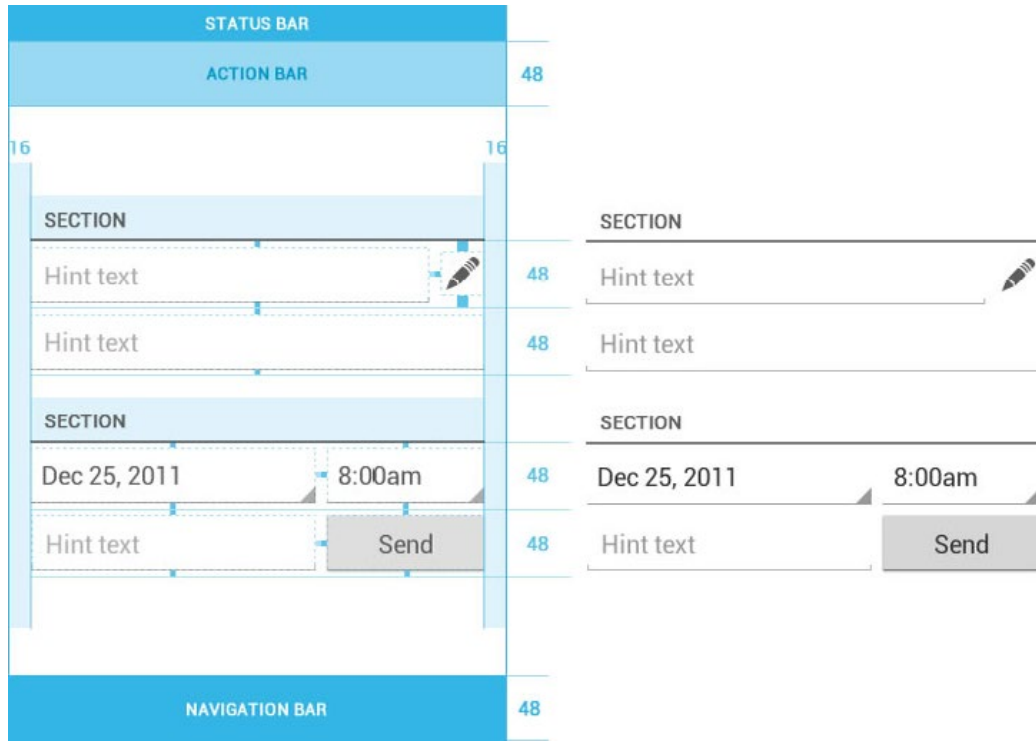 STATUS BAR
ACTION BAR 48
16 16
SECTION SECTION
Hint text 48 Hint text
Hint text 48 Hint text
SECTION SECTION
Dec 25, 2011 8:00am 48 Dec 25, 2011 8:00am
Hint text Send 48 Hint text Send
NAVIGATION BAR 48